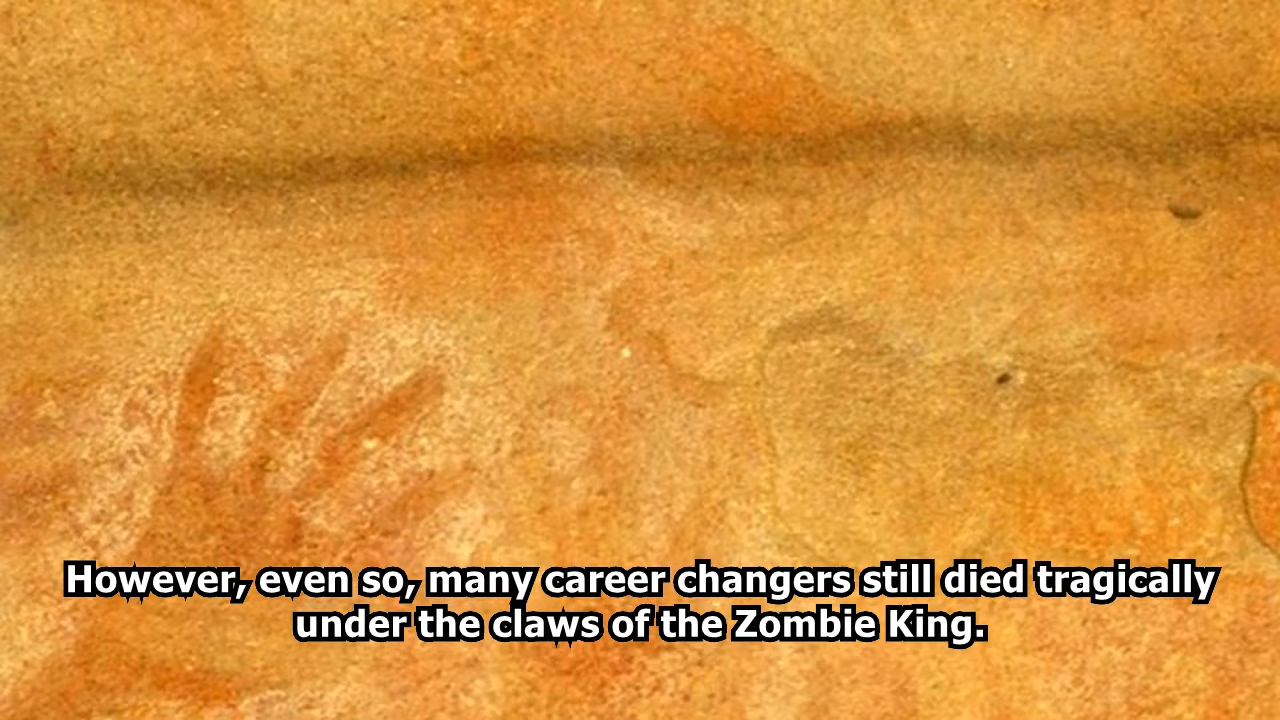 However, even so, many career changers still died tragically
under the claws of the Zombie King.